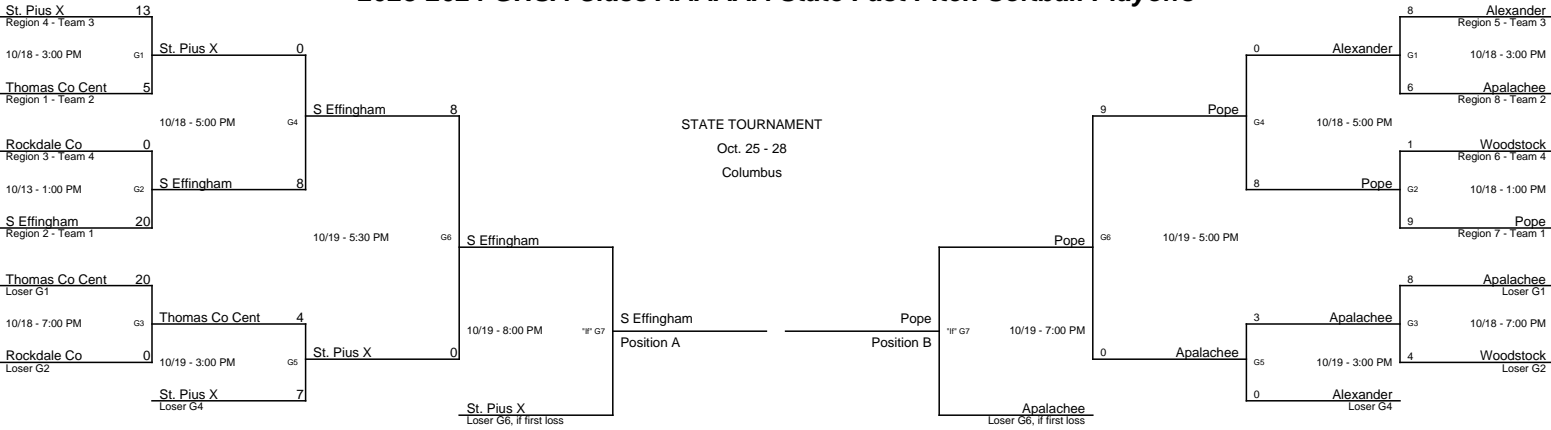 2023-2024 GHSA Class AAAAAA State Fast Pitch Softball Playoffs
St. Pius X 13
Region 4 - Team 3
10/18 - 3:00 PM G1
St. Pius X 0
Thomas Co Cent 5
Region 1 - Team 2
10/18 - 5:00 PM G4
S Effingham 8
Rockdale Co 0
Region 3 - Team 4
10/13 - 1:00 PM G2
S Effingham 8
S Effingham 20
Region 2 - Team 1
10/19 - 5:30 PM G6
S Effingham
Thomas Co Cent 20
Loser G1
10/18 - 7:00 PM G3
Thomas Co Cent 4
Rockdale Co 0
Loser G2
10/19 - 3:00 PM G5
St. Pius X 0
St. Pius X 7
Loser G4
10/19 - 8:00 PM "If" G7
S Effingham
Position A
St. Pius X
Loser G6, if first loss
STATE TOURNAMENT
Oct. 25 - 28
Columbus
8 Alexander
Region 5 - Team 3
0 Alexander
G1 10/18 - 3:00 PM
6 Apalachee
Region 8 - Team 2
9 Pope
G4 10/18 - 5:00 PM
1 Woodstock
Region 6 - Team 4
8 Pope
G2 10/18 - 1:00 PM
9 Pope
Region 7 - Team 1
Pope
G6 10/19 - 5:00 PM
8 Apalachee
Loser G1
3 Apalachee
G3 10/18 - 7:00 PM
4 Woodstock
Loser G2
0 Apalachee
G5 10/19 - 3:00 PM
0 Alexander
Loser G4
Pope
Position B
"If" G7 10/19 - 7:00 PM
Apalachee
Loser G6, if first loss